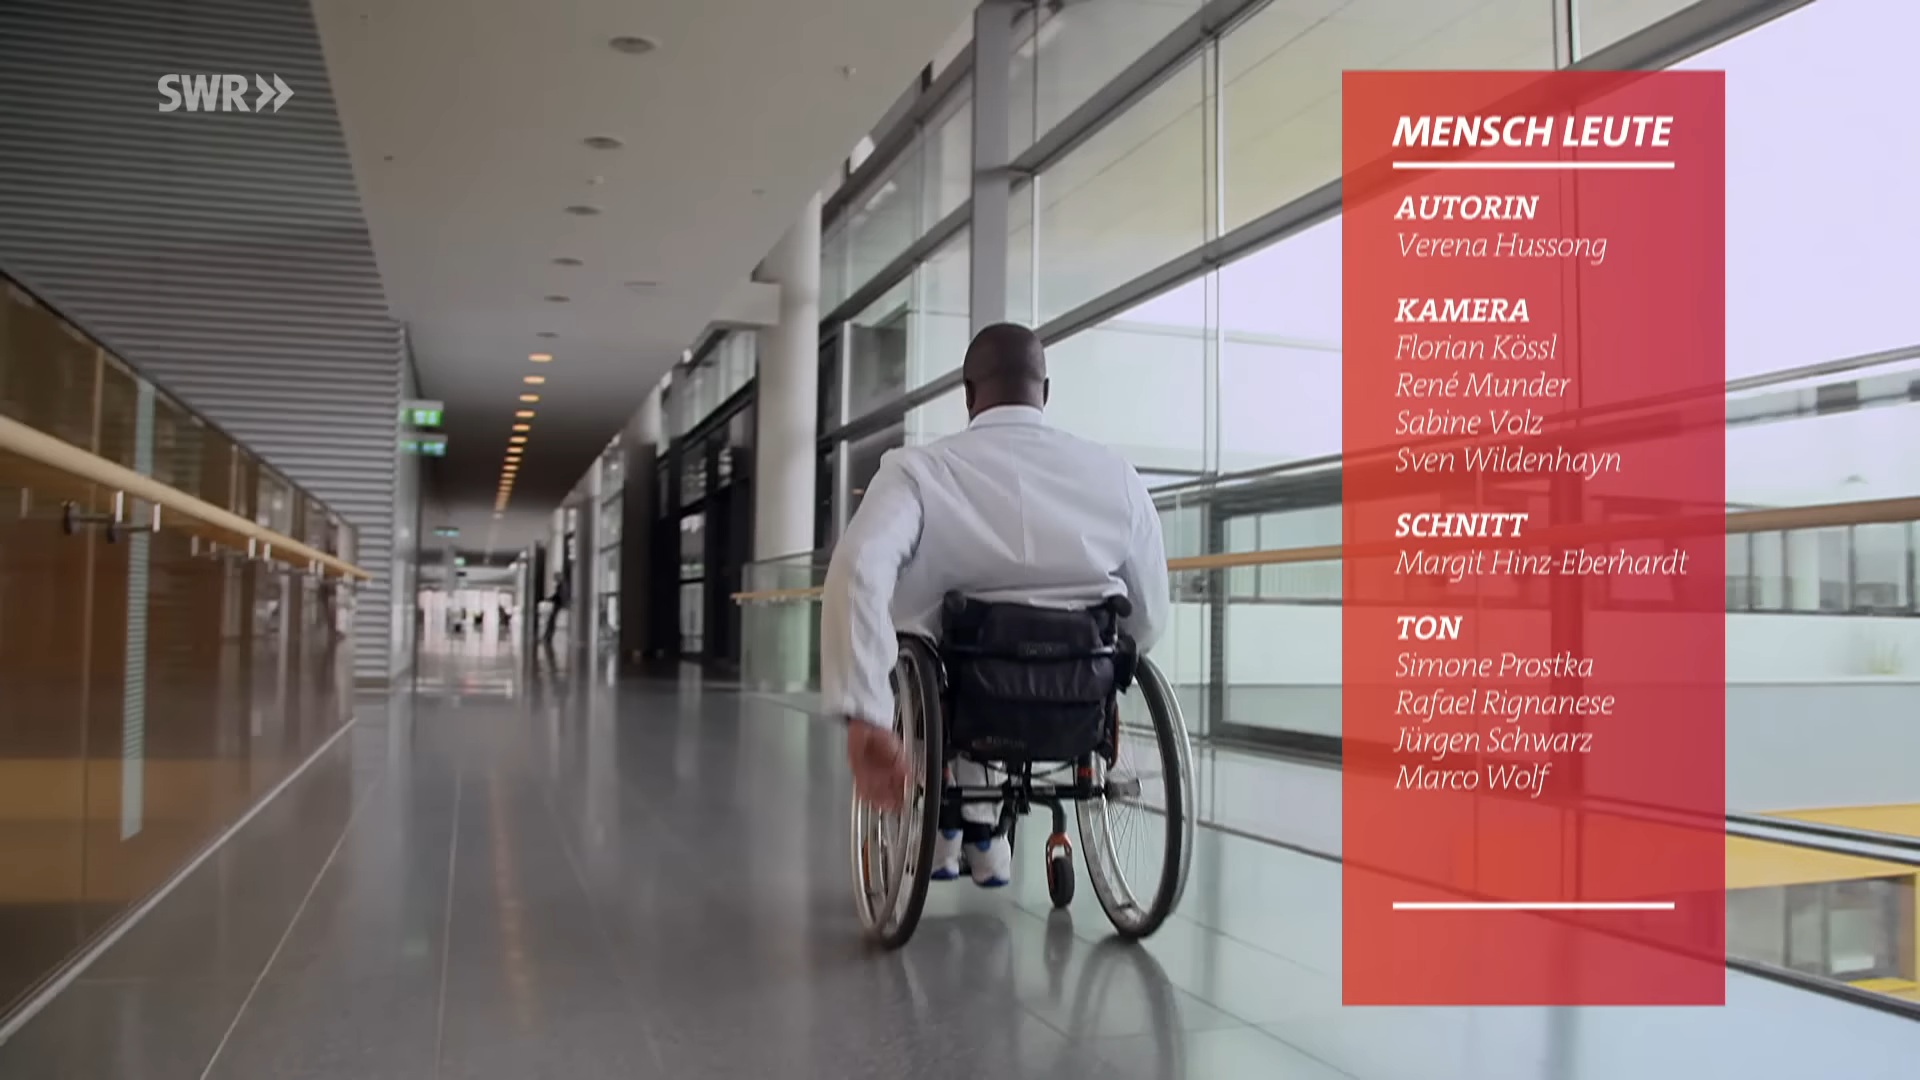 SWR»
MENSCH LEUTE
AUTORIN
Verena Hussong
KAMERA
Florian Kössl
René Munder
Sabine Volz
Sven Wildenhayn
SCHNITT
Margit Hinz-Eberhardt
TON
Simone Prostka
Rafael Rignanese
Jürgen Schwarz
Marco Wolf